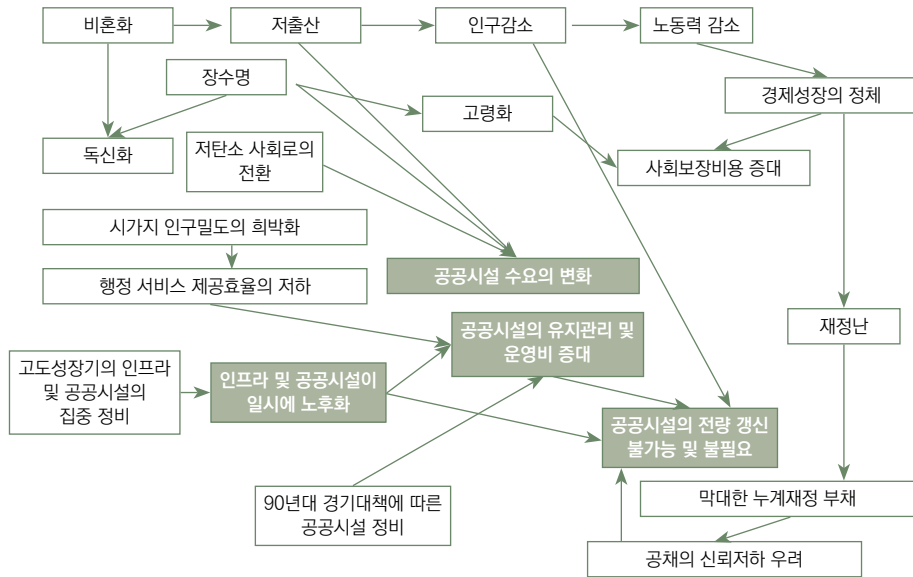 비혼화
저출산
인구감소
노동력 감소
장수명
경제성장의 정체
고령화
독신화
저탄소 사회로의
전환
사회보장비용 증대
시가지 인구밀도의 희박화
공공시설 수요의 변화
행정 서비스 제공효율의 저하
공공시설의 유지관리 및
운영비 증대
재정난
고도성장기의 인프라
및 공공시설의
집중 정비
인프라 및 공공시설이
일시에 노후화
공공시설의 전량 갱신
불가능 및 불필요
90년대 경기대책에 따른
공공시설 정비
막대한 누계재정 부채
공채의 신뢰저하 우려